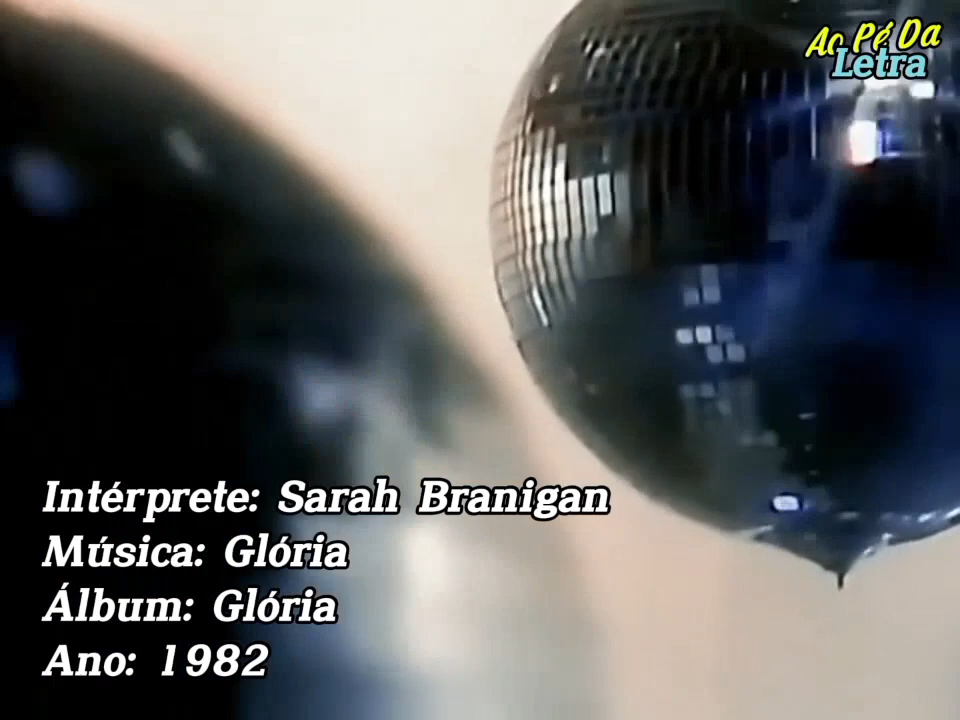 Ao Pé Da
Letra
Intérprete: Sarah Branigan
Música: Glória
Álbum: Glória
Ano: 1982